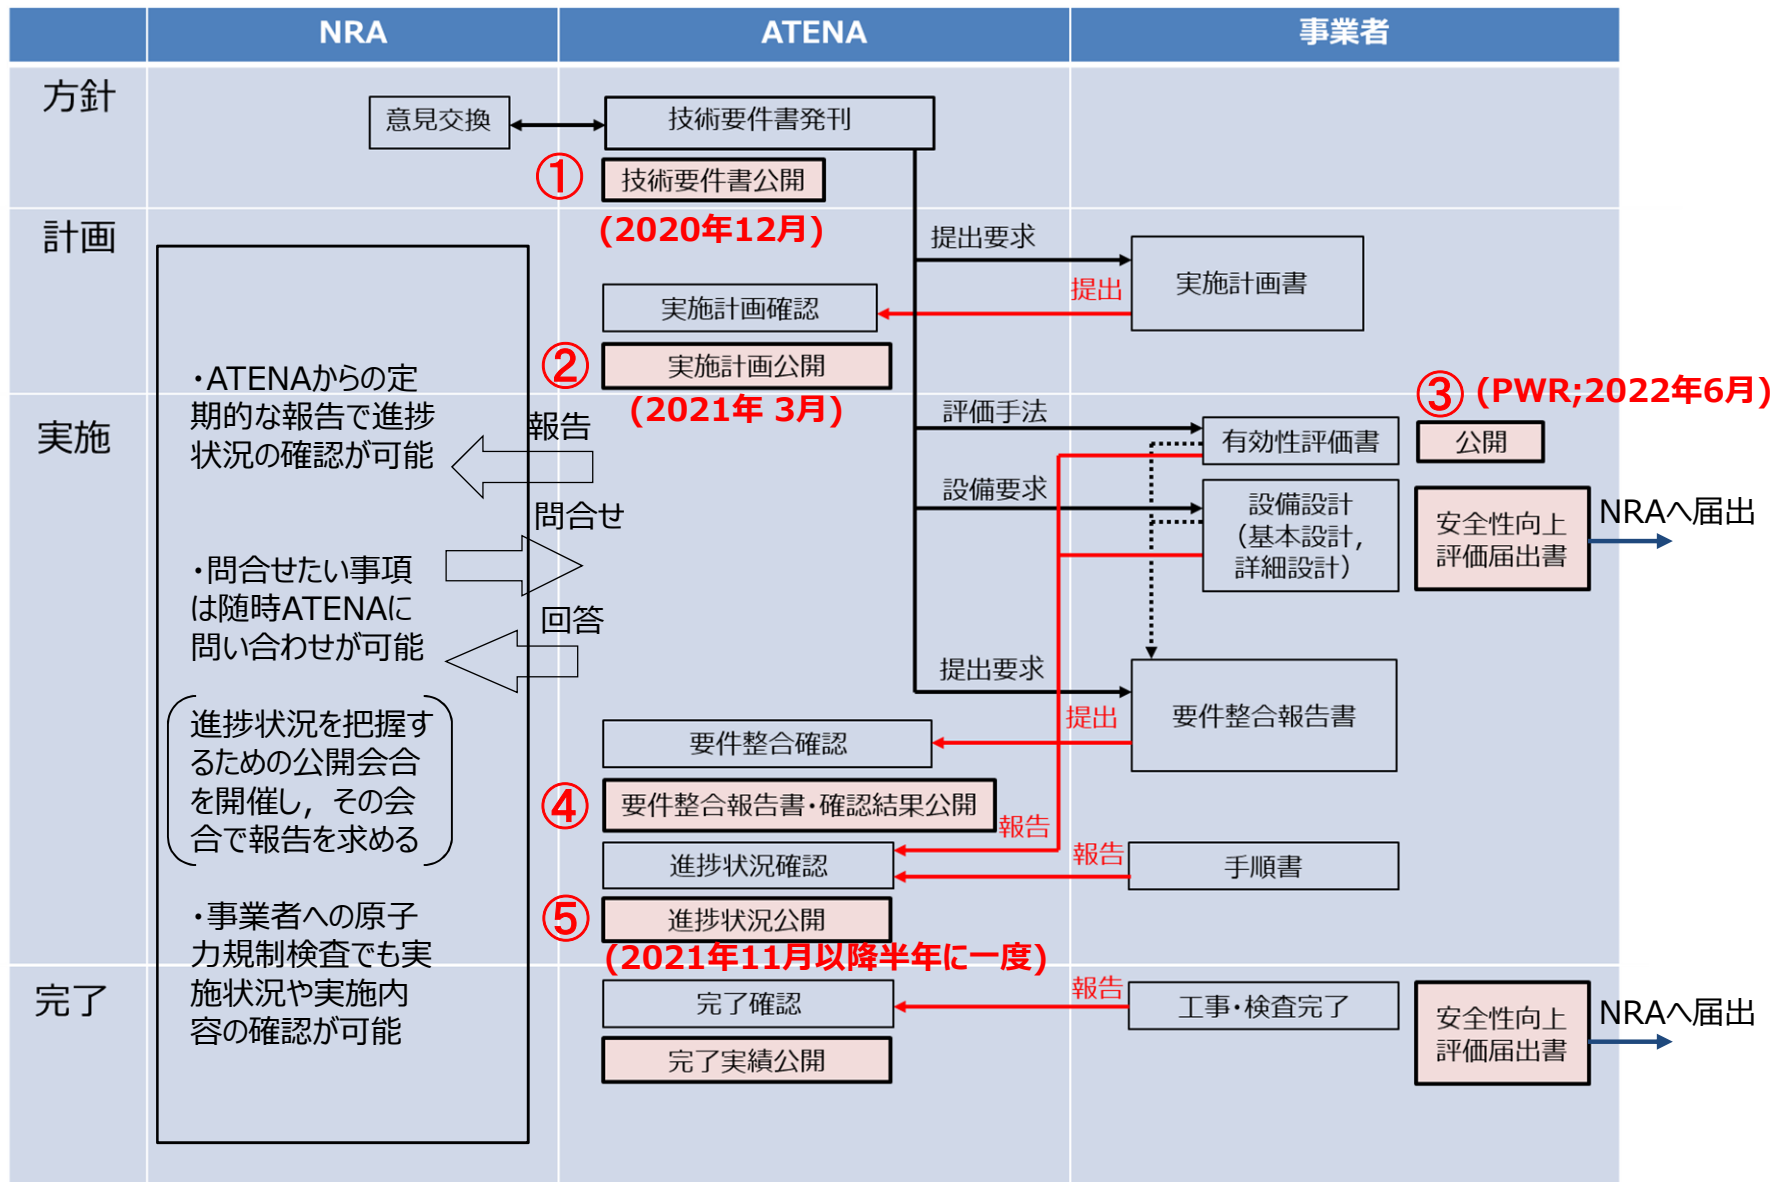 NRA
ATENA
事業者
方針
意見交換
技術要件書発刊
①
技術要件書公開
(2020年12月)
計画
提出要求
実施計画書
提出
実施計画確認
②
実施計画公開
(2021年 3月)
③
(PWR;2022年6月)
実施
・ATENAからの定
期的な報告で進捗
状況の確認が可能
報告
問合せ
・問合せたい事項
は随時ATENAに
問い合わせが可能
回答
進捗状況を把握す
るための公開会合
を開催し，その会
合で報告を求める
・事業者への原子
力規制検査でも実
施状況や実施内
容の確認が可能
評価手法
有効性評価書
公開
設備要求
設備設計
（基本設計，
詳細設計）
安全性向上
評価届出書
NRAへ届出
提出要求
要件整合報告書
提出
要件整合確認
④
要件整合報告書・確認結果公開
報告
進捗状況確認
報告
手順書
⑤
進捗状況公開
(2021年11月以降半年に一度)
完了
完了確認
報告
工事・検査完了
安全性向上
評価届出書
NRAへ届出
完了実績公開